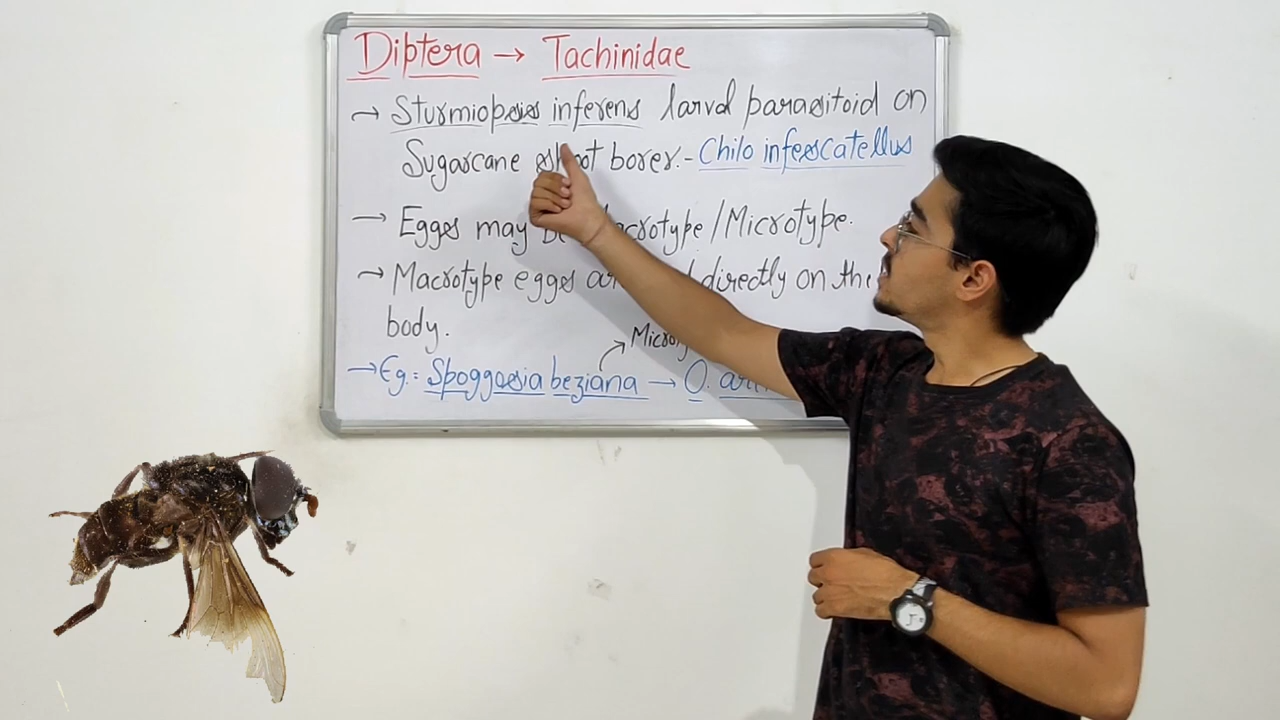 Diptera → Tachinidae
→ Sturmiopsis inferens larval parasitoid on
Sugarcane shoot borer. - Chilo infescatellus
→ Eggs may be Macrotype / Microtype.
→ Macrotype eggs are directly on the
body.
→ Eg.: Spoggosia beziana → O.